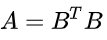 A = B^T B